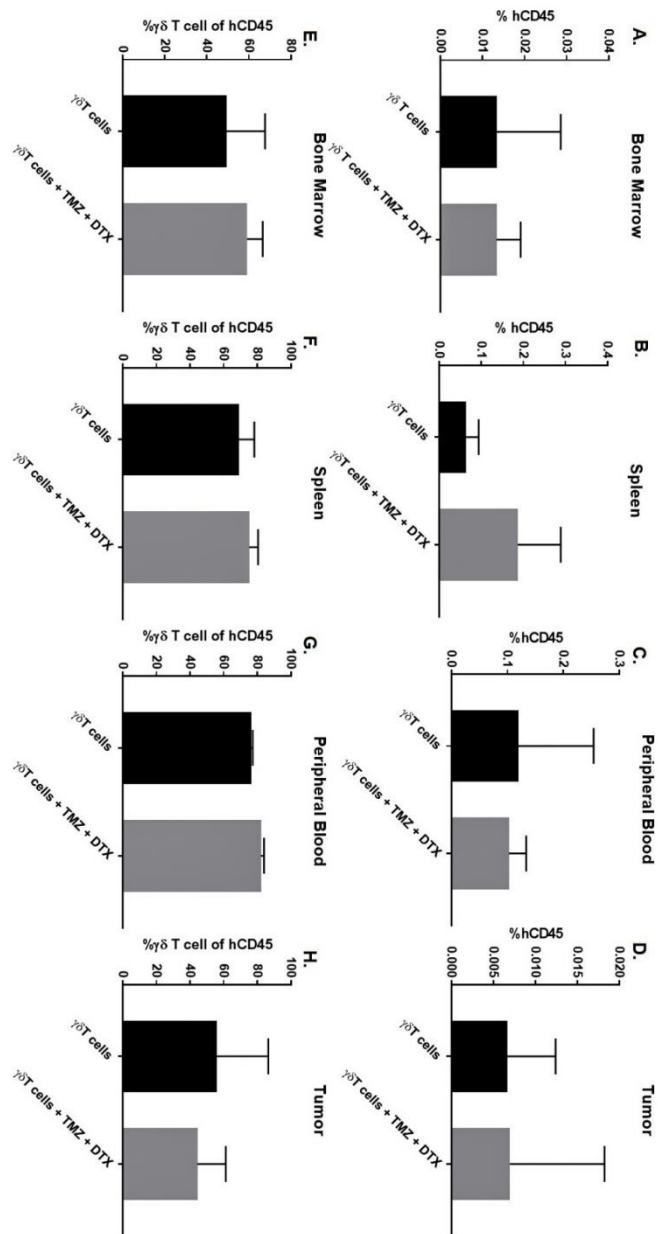 A.
Bone Marrow
% hCD45
0.04
0.03
0.02
0.01
0.00
γδT cells
γδ T cells + TMZ + DTX
B.
Spleen
% hCD45
0.4
0.3
0.2
0.1
0.0
γδT cells
γδT cells + TMZ + DTX
C.
Peripheral Blood
%hCD45
0.3
0.2
0.1
0.0
γδT cells
γδT cells + TMZ + DTX
D.
Tumor
%hCD45
0.020
0.015
0.010
0.005
0.000
γδT cells
γδT cells + TMZ + DTX
E.
Bone Marrow
%γδ T cell of hCD45
80
60
40
20
0
γδT cells
γδT cells + TMZ + DTX
F.
Spleen
%γδ T cell of hCD45
100
80
60
40
20
0
γδT cells
γδT cells + TMZ + DTX
G.
Peripheral Blood
%γδ T cell of hCD45
100
80
60
40
20
0
γδT cells
γδT cells + TMZ + DTX
H.
Tumor
%γδ T cell of hCD45
100
80
60
40
20
0
γδT cells
γδT cells + TMZ + DTX